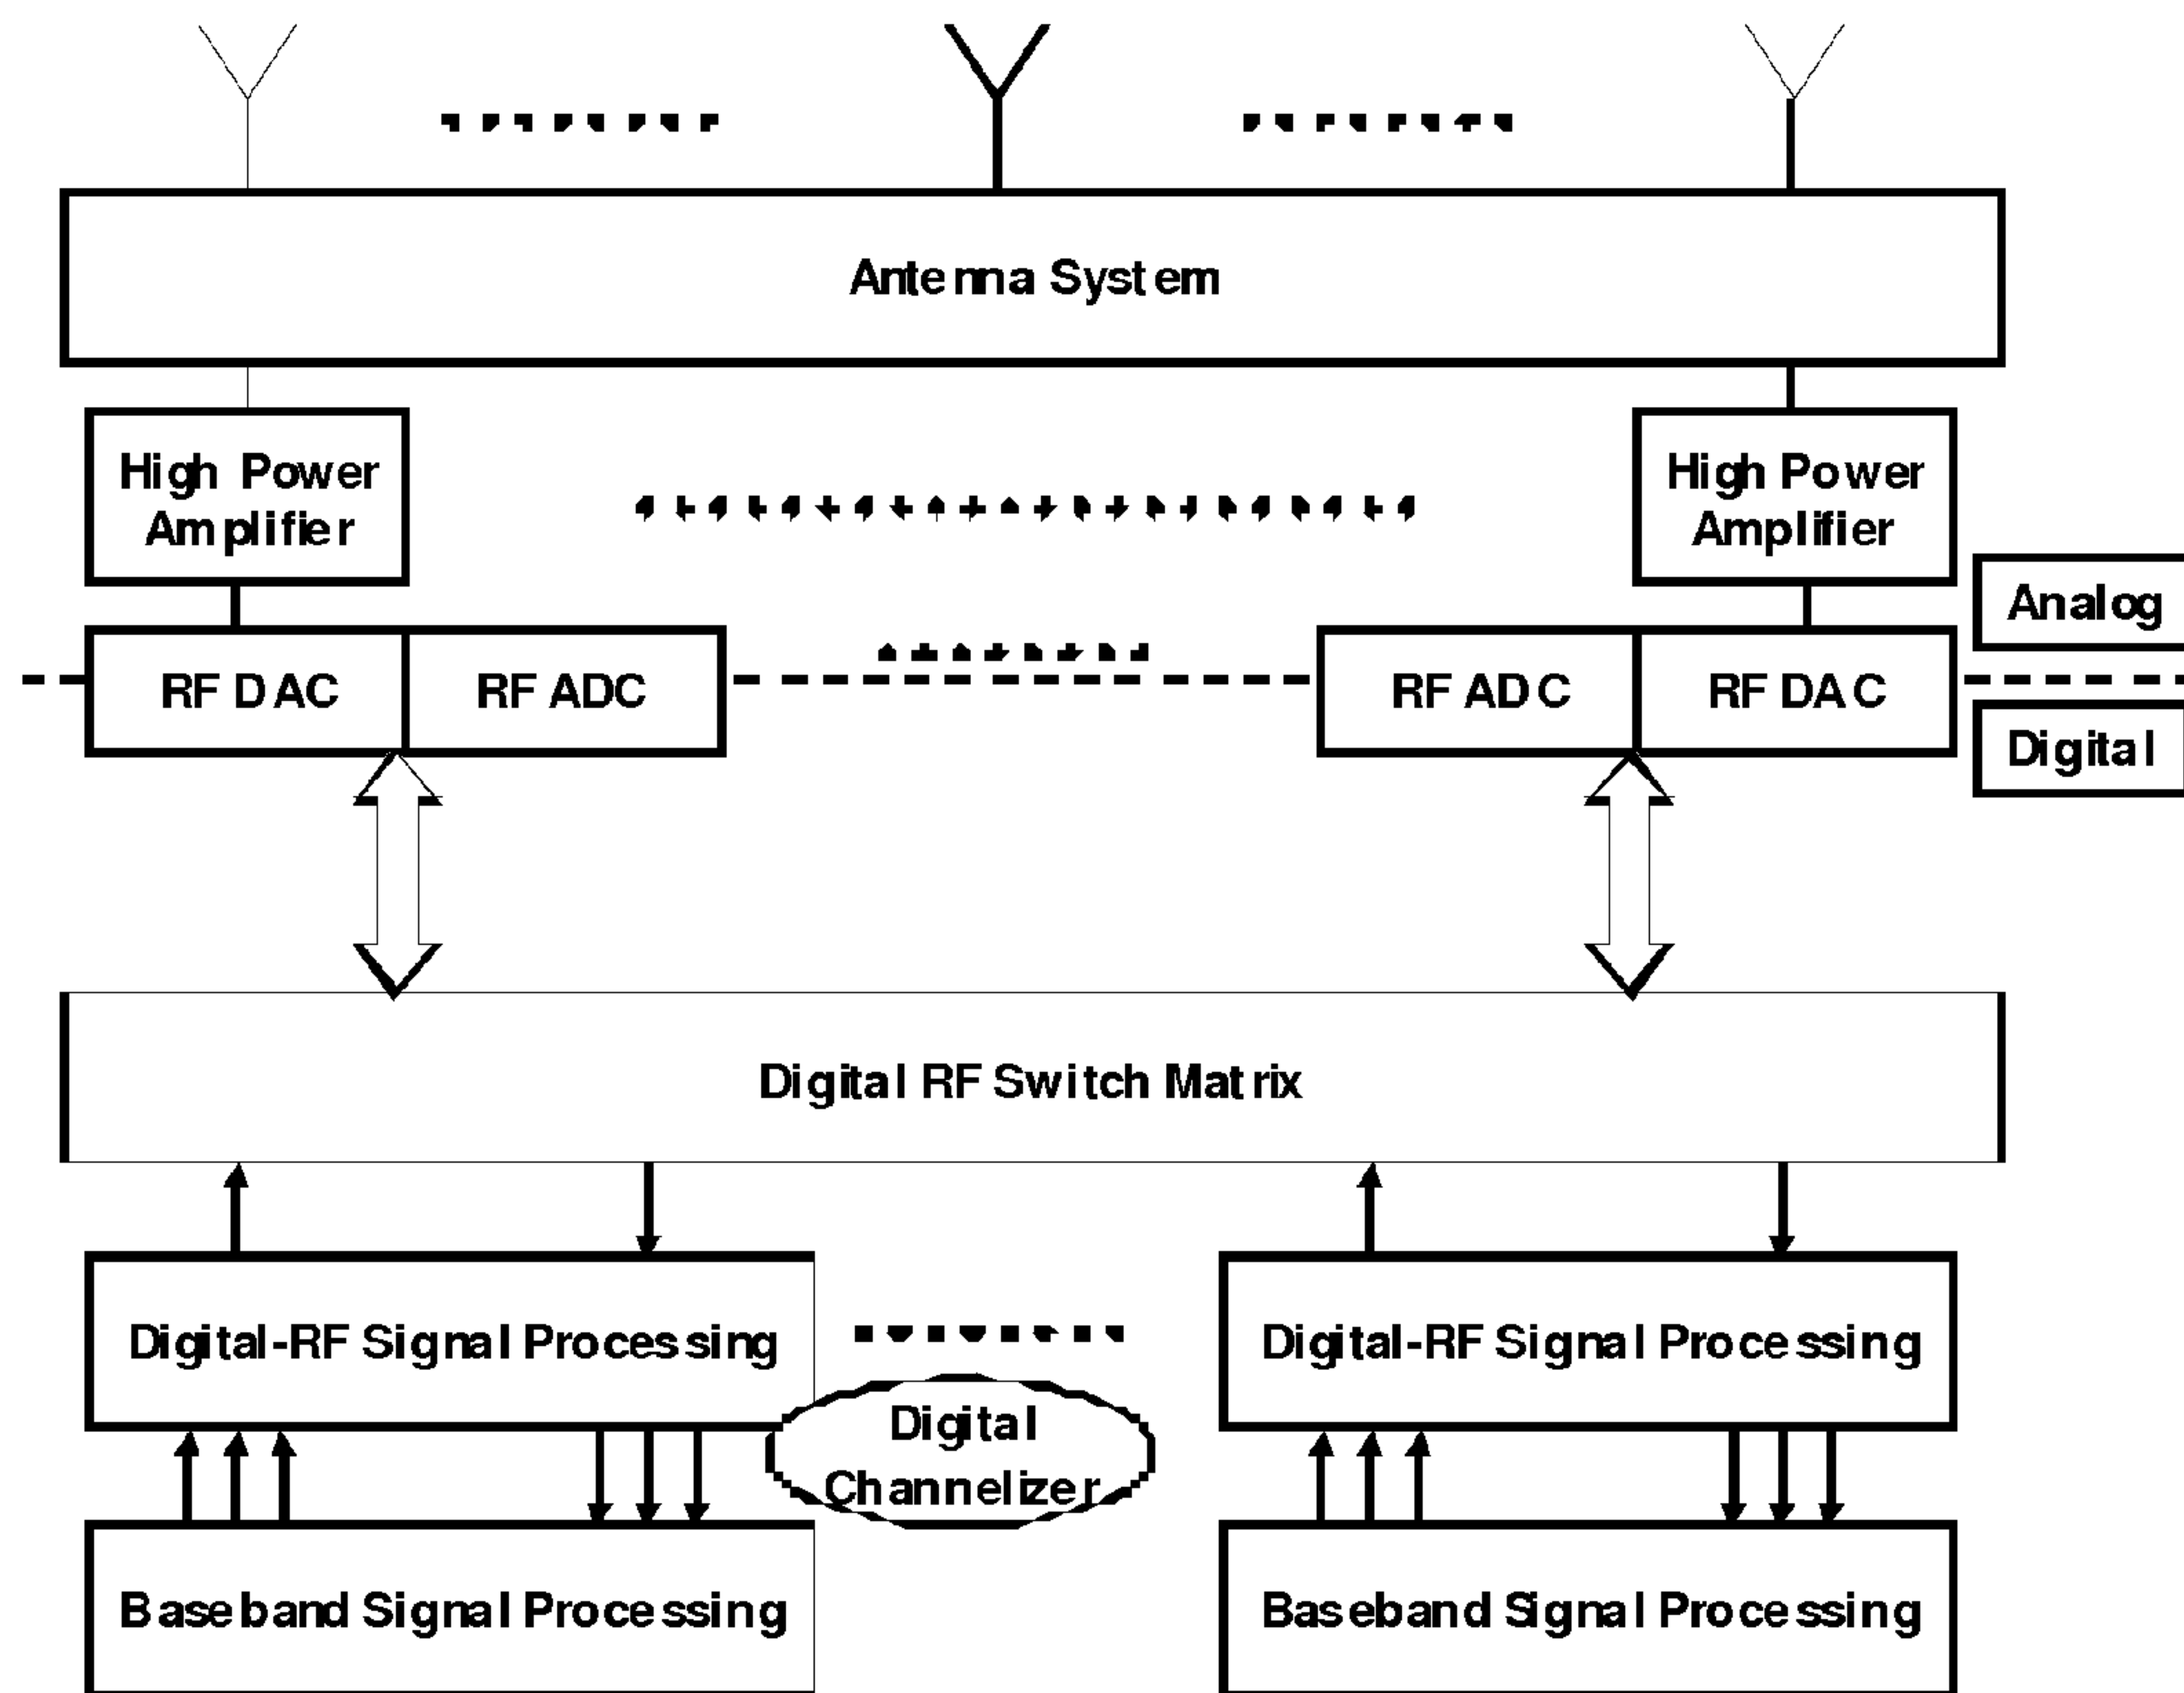 Antenna System
High Power
Amplifier
High Power
Amplifier
Analog
RF DAC
RF ADC
RF ADC
RF DAC
Digital
Digital RF Switch Matrix
Digital-RF Signal Processing
Digital-RF Signal Processing
Digital
Channelizer
Baseband Signal Processing
Baseband Signal Processing